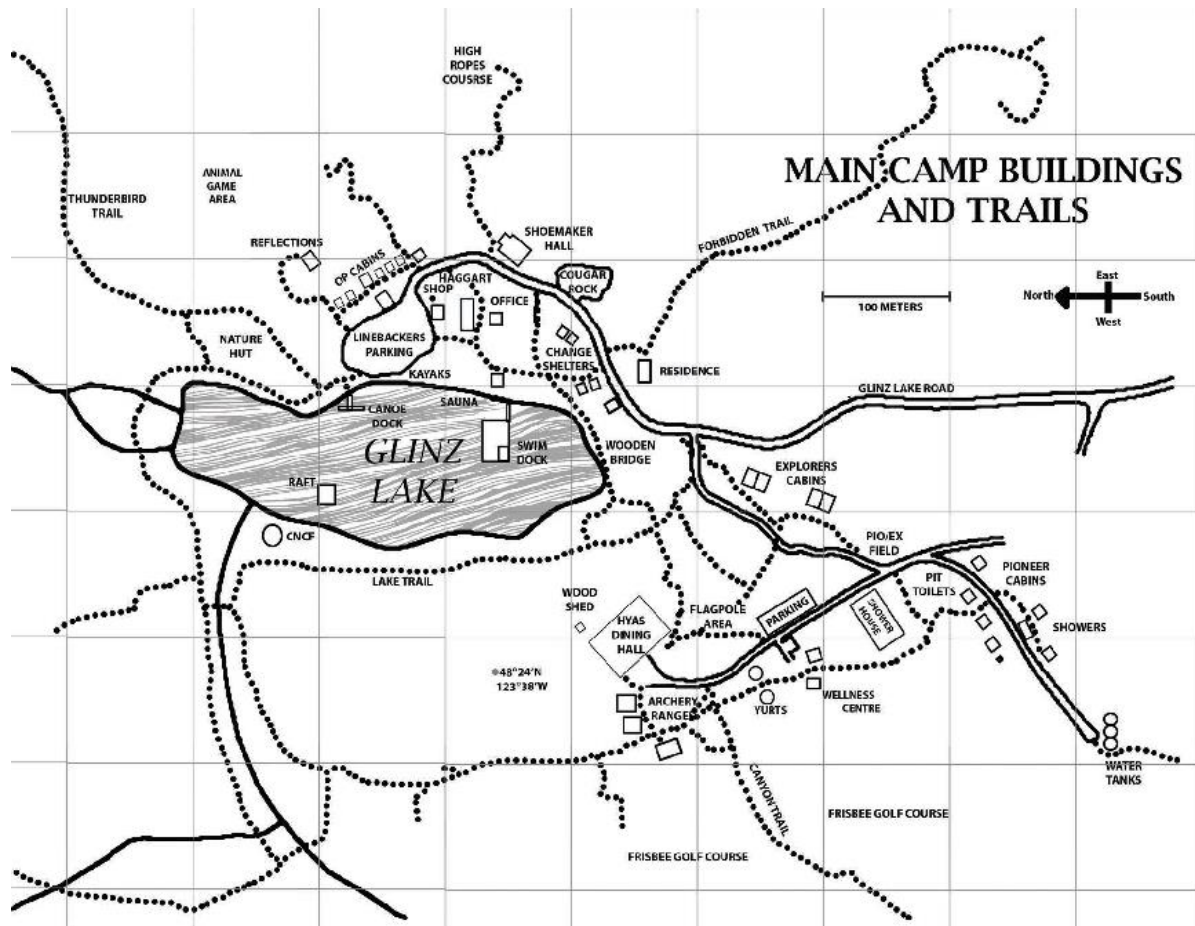 HIGH
ROPES
COUSRSE
MAIN CAMP BUILDINGS
AND TRAILS
ANIMAL
GAME
AREA
THUNDERBIRD
TRAIL
REFLECTIONS
SHOEMAKER
HALL
FORBIDDEN TRAIL
OP CABINS
HAGGART
SHOP
COUGAR
ROCK
OFFICE
East
North
South
West
100 METERS
NATURE
HUT
LINEBACKERS
PARKING
CHANGE
SHELTERS
KAYAKS
RESIDENCE
GLINZ LAKE ROAD
CANOE
DOCK
SAUNA
GLINZ
LAKE
SWIM
DOCK
WOODEN
BRIDGE
RAFT
EXPLORERS
CABINS
CNCF
PIO/EX
FIELD
LAKE TRAIL
PIT
TOILETS
PIONEER
CABINS
WOOD
SHED
HYAS
DINING
HALL
FLAGPOLE
AREA
PARKING
SHOWER
HOUSE
SHOWERS
48°24'N
123°38'W
ARCHERY
RANGE
YURTS
WELLNESS
CENTRE
WATER
TANKS
CANYON TRAIL
FRISBEE GOLF COURSE
FRISBEE GOLF COURSE